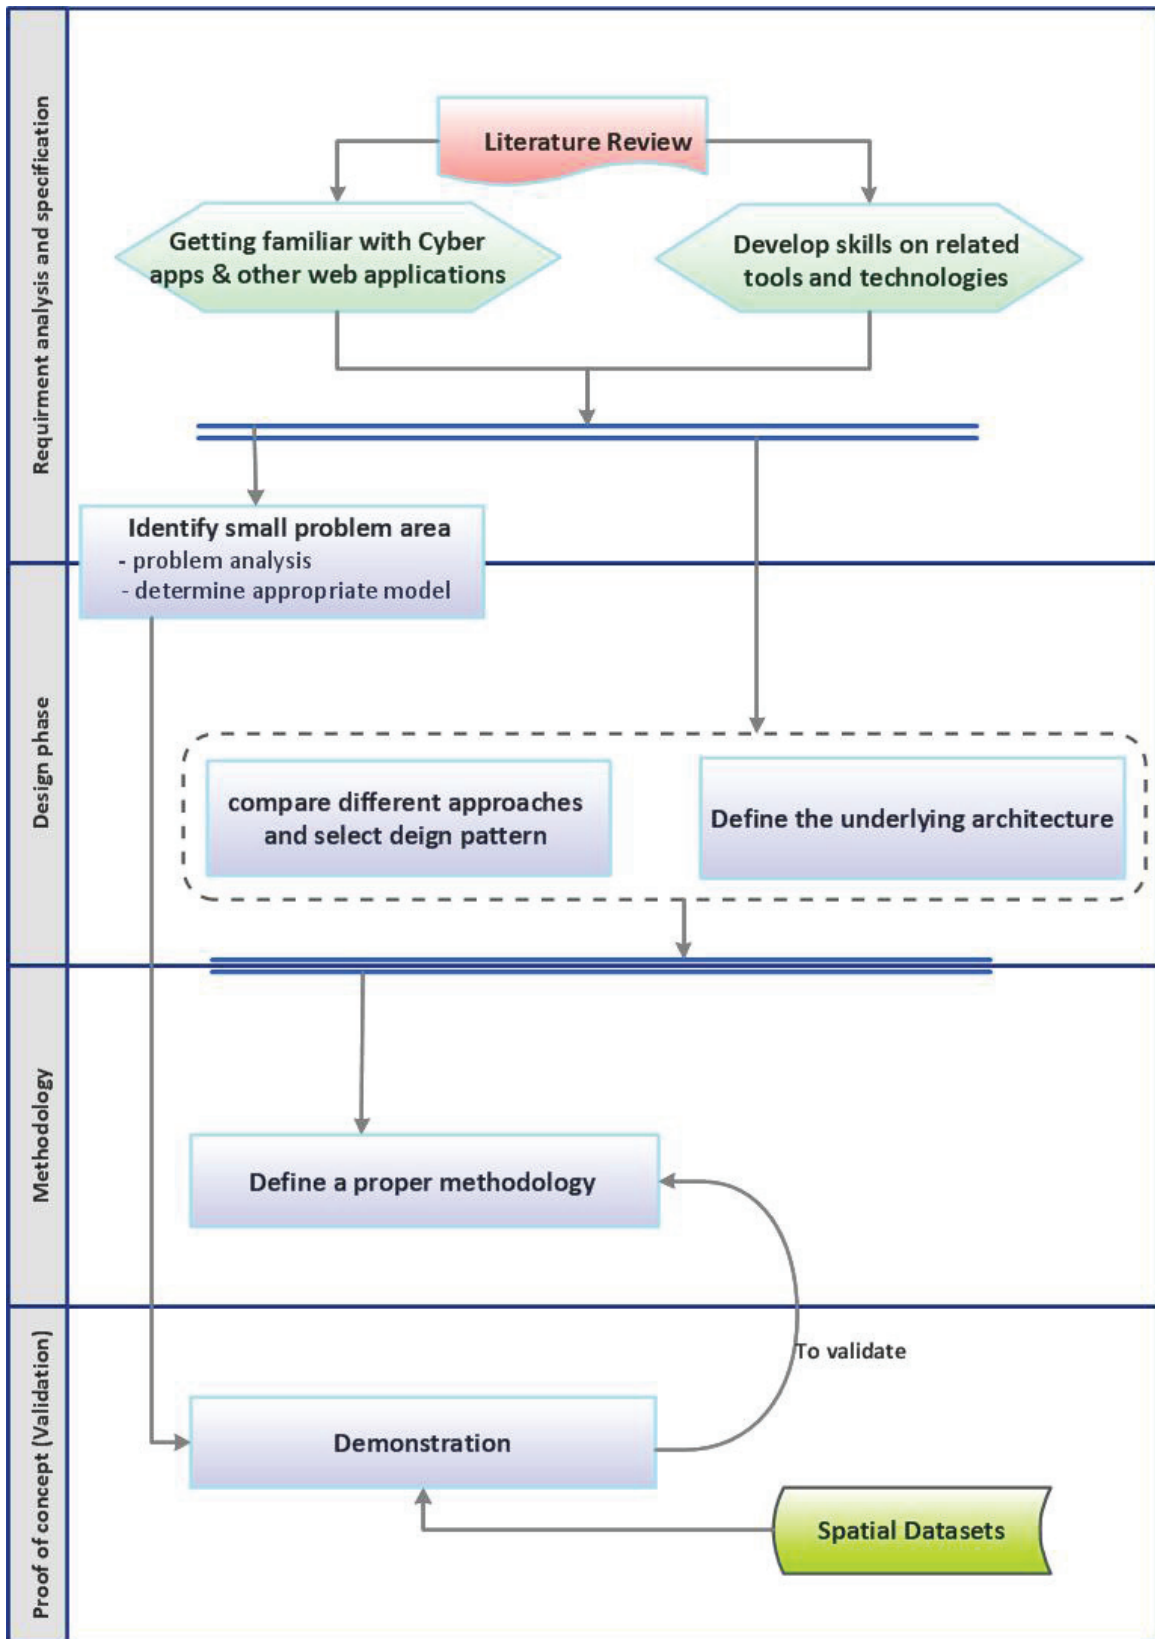 Requirment analysis and specification
Literature Review
Getting familiar with Cyber
apps & other web applications
Develop skills on related
tools and technologies
Identify small problem area
- problem analysis
- determine appropriate model
Design phase
compare different approaches
and select deign pattern
Define the underlying architecture
Methodology
Define a proper methodology
Proof of concept (Validation)
To validate
Demonstration
Spatial Datasets